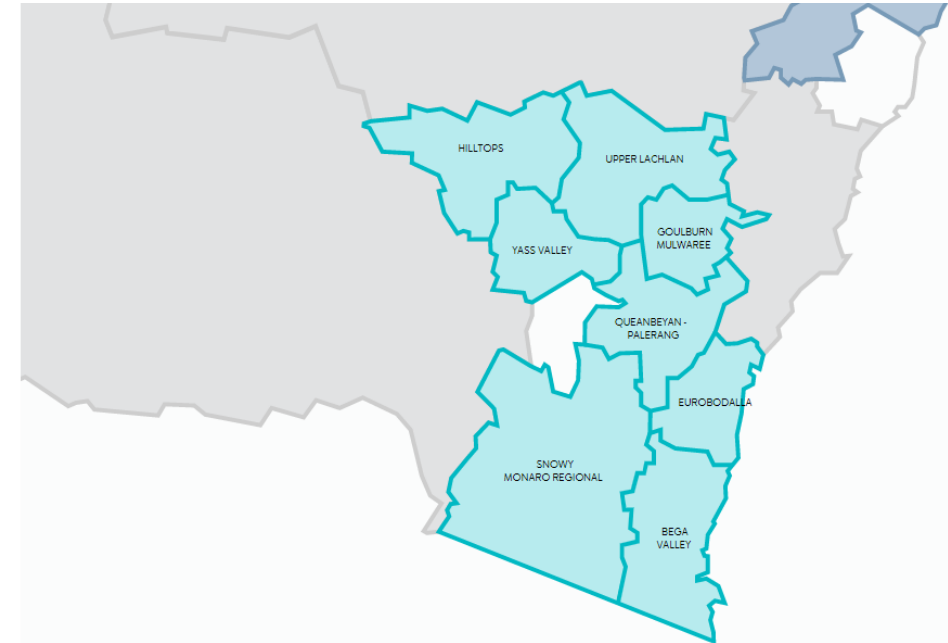 HILLTOPS
UPPER LACHLAN
GOULBURN
MULWAREE
YASS VALLEY
QUEANBEYAN -
PALERANG
EUROBODALLA
SNOWY
MONARO REGIONAL
BEGA
VALLEY